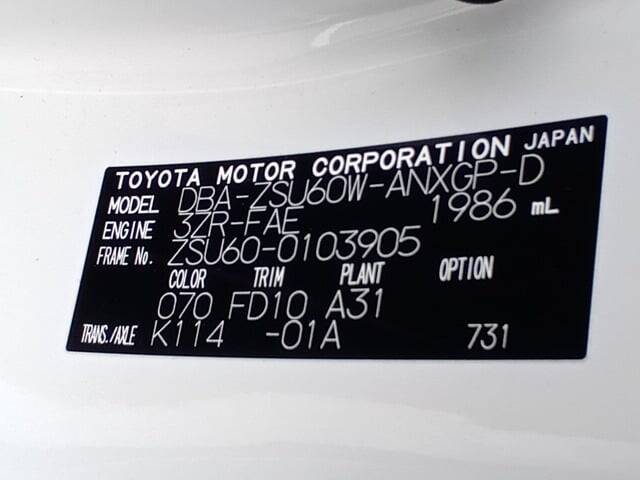 TOYOTA MOTOR CORPORATION JAPAN
MODEL DBA-ZSU60W-ANXGP-D
ENGINE 3ZR-FAE 1986 mL
FRAME No. ZSU60-0103905
COLOR TRIM PLANT OPTION
070 FD10 A31
TRANS./AXLE K114 -01A 731